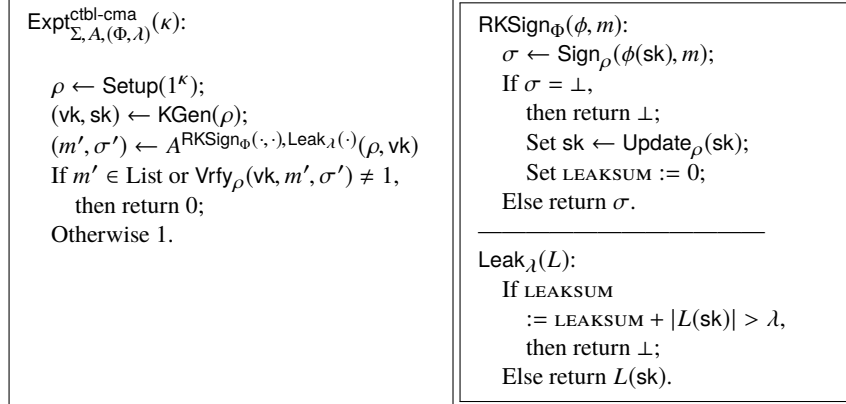 Expt^{ctbl-cma}_{Σ,A,(Φ,λ)}(κ):
ρ ← Setup(1^κ);
(vk, sk) ← KGen(ρ);
(m′, σ′) ← A^{RKSign_Φ(·,·),Leak_λ(·)}(ρ, vk)
If m′ ∈ List or Vrfy_ρ(vk, m′, σ′) ≠ 1,
then return 0;
Otherwise 1.
RKSign_Φ(ϕ, m):
σ ← Sign_ρ(ϕ(sk), m);
If σ = ⊥,
then return ⊥;
Set sk ← Update_ρ(sk);
Set LEAKSUM := 0;
Else return σ.
Leak_λ(L):
If LEAKSUM
:= LEAKSUM + |L(sk)| > λ,
then return ⊥;
Else return L(sk).